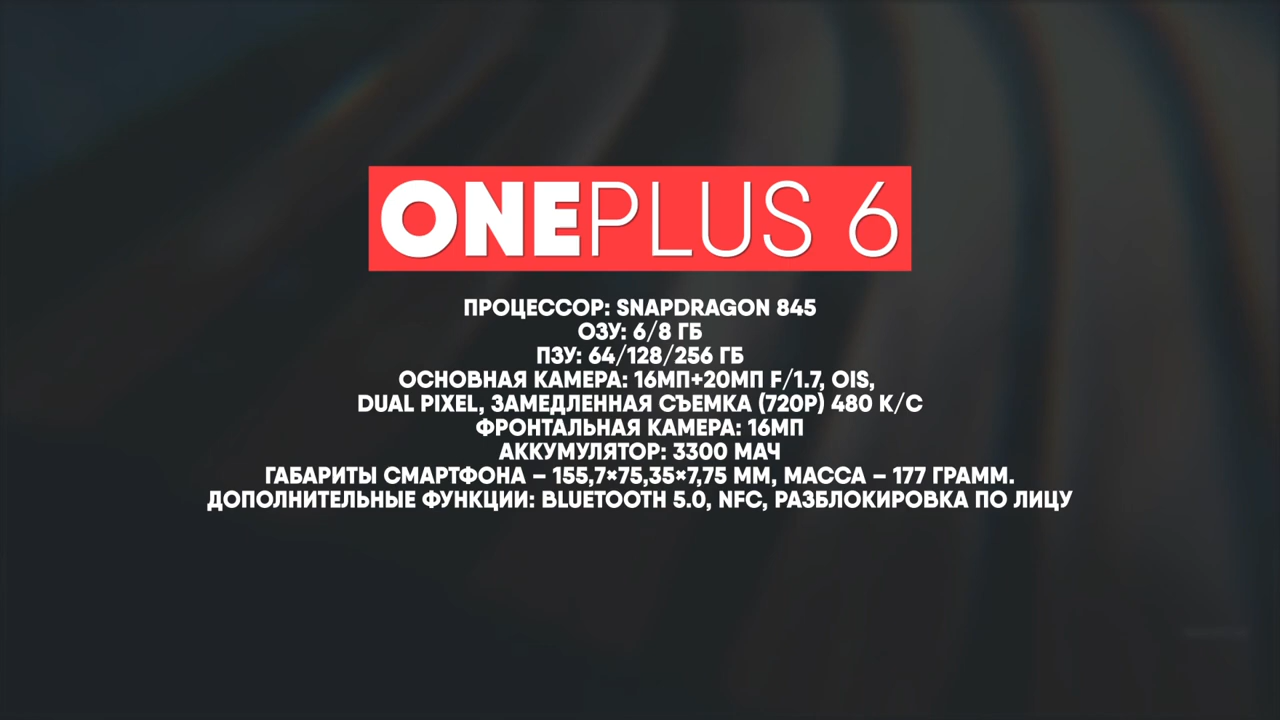 ONEPLUS 6
ПРОЦЕССОР: SNAPDRAGON 845
ОЗУ: 6/8 ГБ
ПЗУ: 64/128/256 ГБ
ОСНОВНАЯ КАМЕРА: 16МП+20МП F/1.7, OIS,
DUAL PIXEL, ЗАМЕДЛЕННАЯ СЪЕМКА (720P) 480 К/С
ФРОНТАЛЬНАЯ КАМЕРА: 16МП
АККУМУЛЯТОР: 3300 МАЧ
ГАБАРИТЫ СМАРТФОНА – 155,7×75,35×7,75 ММ, МАССА – 177 ГРАММ.
ДОПОЛНИТЕЛЬНЫЕ ФУНКЦИИ: BLUETOOTH 5.0, NFC, РАЗБЛОКИРОВКА ПО ЛИЦУ